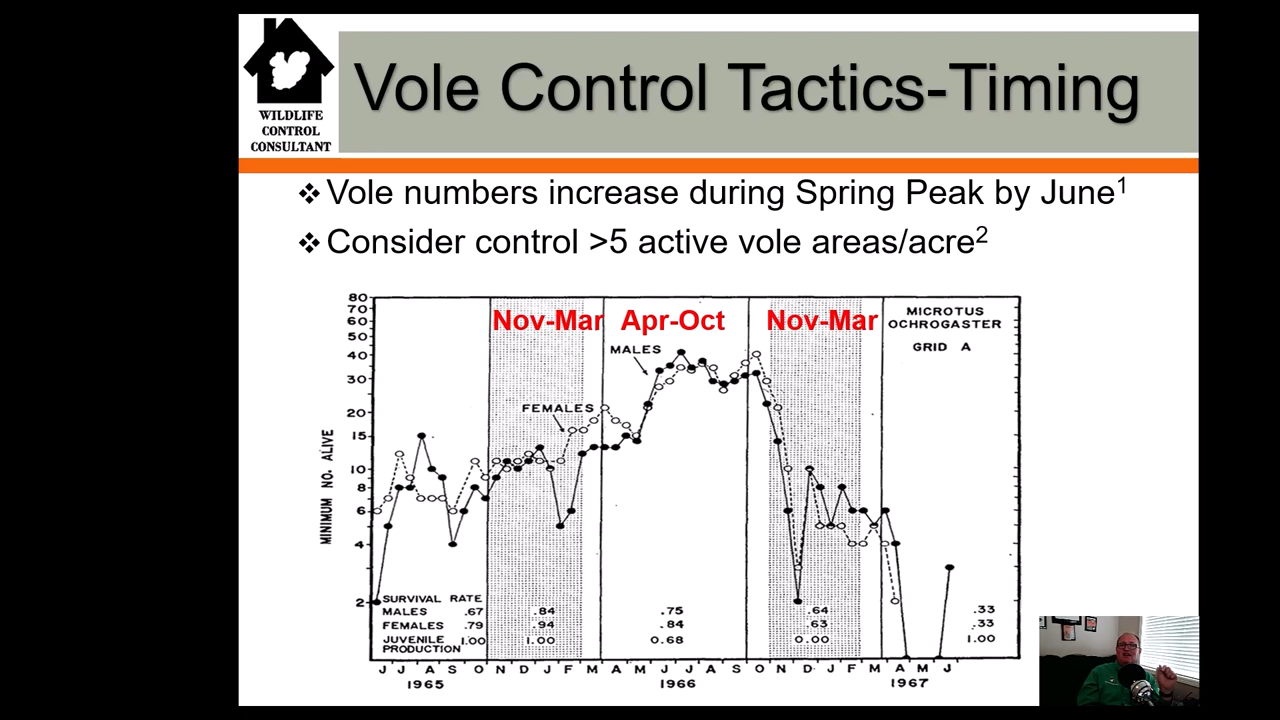 WILDLIFE
CONTROL
CONSULTANT
Vole Control Tactics-Timing
❖ Vole numbers increase during Spring Peak by June¹
❖ Consider control >5 active vole areas/acre²
80
70
60
50
40
30
20
15
10
8
6
4
2
MINIMUM NO. ALIVE
Nov-Mar Apr-Oct Nov-Mar
MICROTUS
OCHROGASTER
GRID A
MALES
FEMALES
SURVIVAL RATE
MALES .67 .84 .75 .64 .33
FEMALES .79 .94 .84 .63 .33
JUVENILE
PRODUCTION 1.00 1.00 0.68 0.00 1.00
J J A S O N D J F M A M J J A S O N D J F M A M J
1965 1966 1967